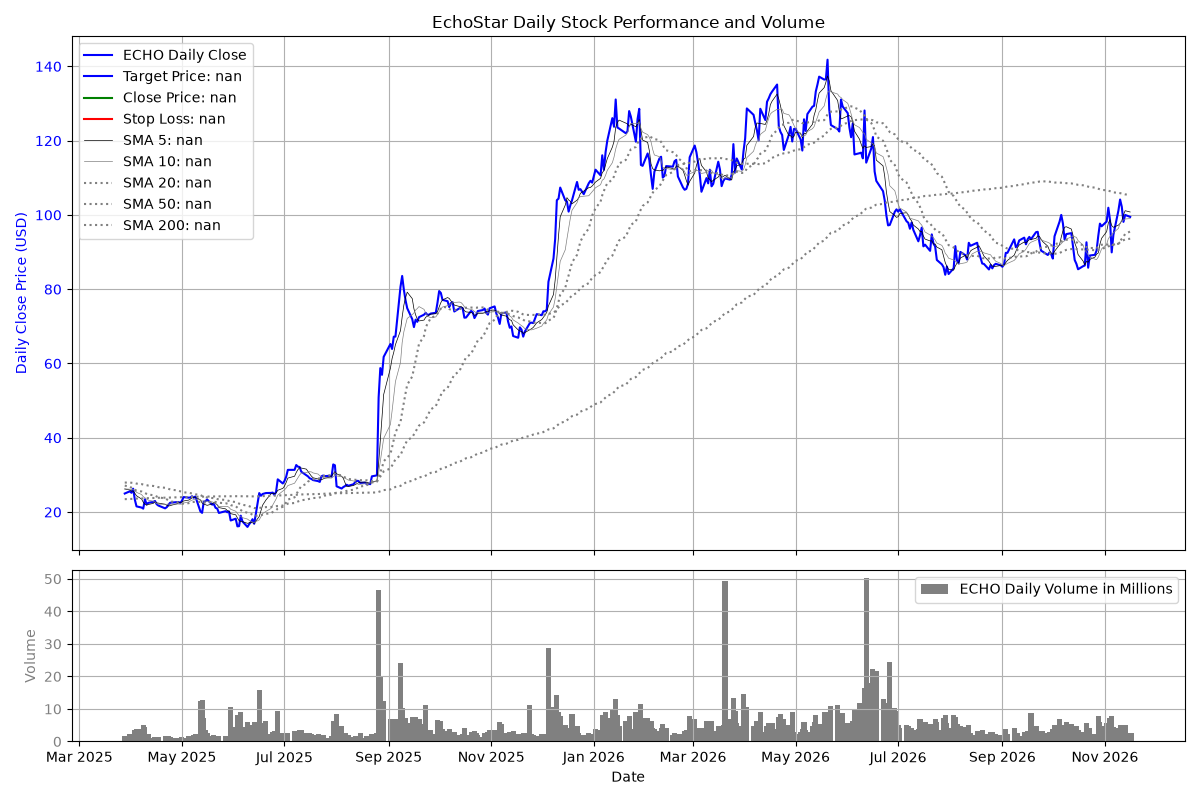 EchoStar Daily Stock Performance and Volume
ECHO Daily Close
Target Price: nan
Close Price: nan
Stop Loss: nan
SMA 5: nan
SMA 10: nan
SMA 20: nan
SMA 50: nan
SMA 200: nan
Daily Close Price (USD)
140
120
100
80
60
40
20
ECHO Daily Volume in Millions
Volume
50
40
30
20
10
0
Mar 2025 May 2025 Jul 2025 Sep 2025 Nov 2025 Jan 2026 Mar 2026 May 2026 Jul 2026 Sep 2026 Nov 2026
Date